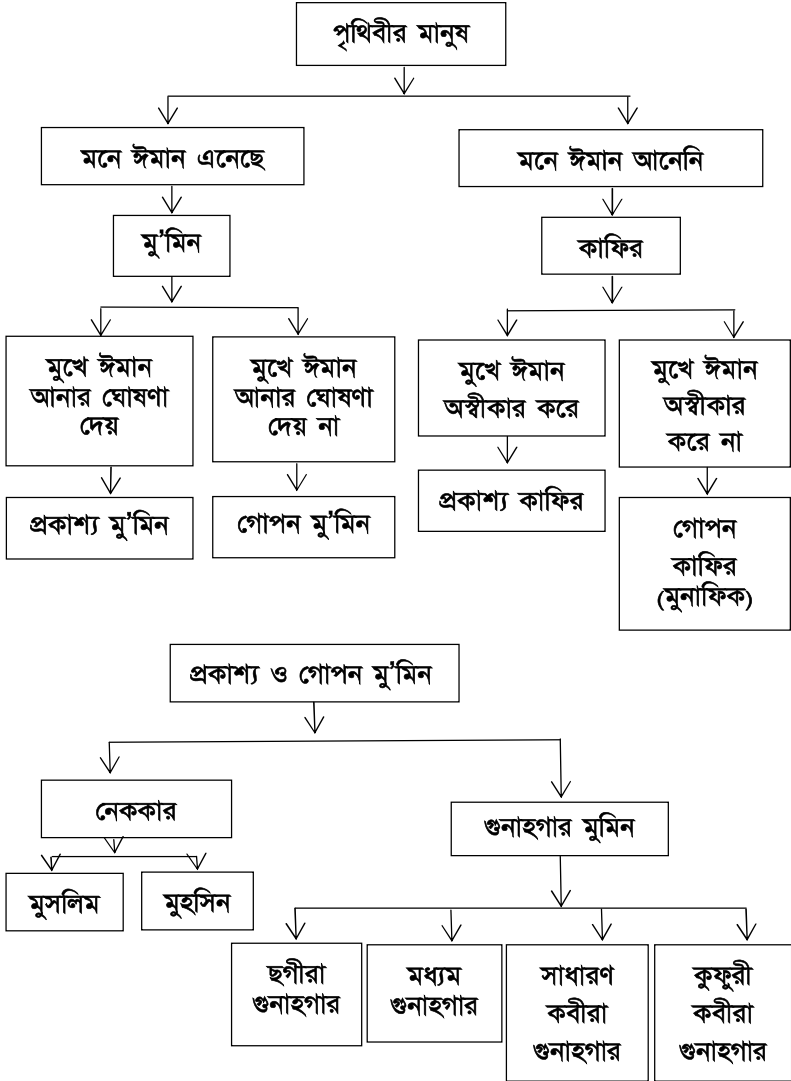 পৃথিবীর মানুষ
মনে ঈমান এনেছে
মনে ঈমান আনেনি
মু’মিন
কাফির
মুখে ঈমান
আনার ঘোষণা
দেয়
মুখে ঈমান
আনার ঘোষণা
দেয় না
মুখে ঈমান
অস্বীকার করে
মুখে ঈমান
অস্বীকার
করে না
প্রকাশ্য মু’মিন
গোপন মু’মিন
প্রকাশ্য কাফির
গোপন
কাফির
(মুনাফিক)
প্রকাশ্য ও গোপন মু’মিন
নেককার
গুনাহগার মুমিন
মুসলিম
মুহসিন
ছগীরা
গুনাহগার
মধ্যম
গুনাহগার
সাধারণ
কবীরা
গুনাহগার
কুফুরী
কবীরা
গুনাহগার